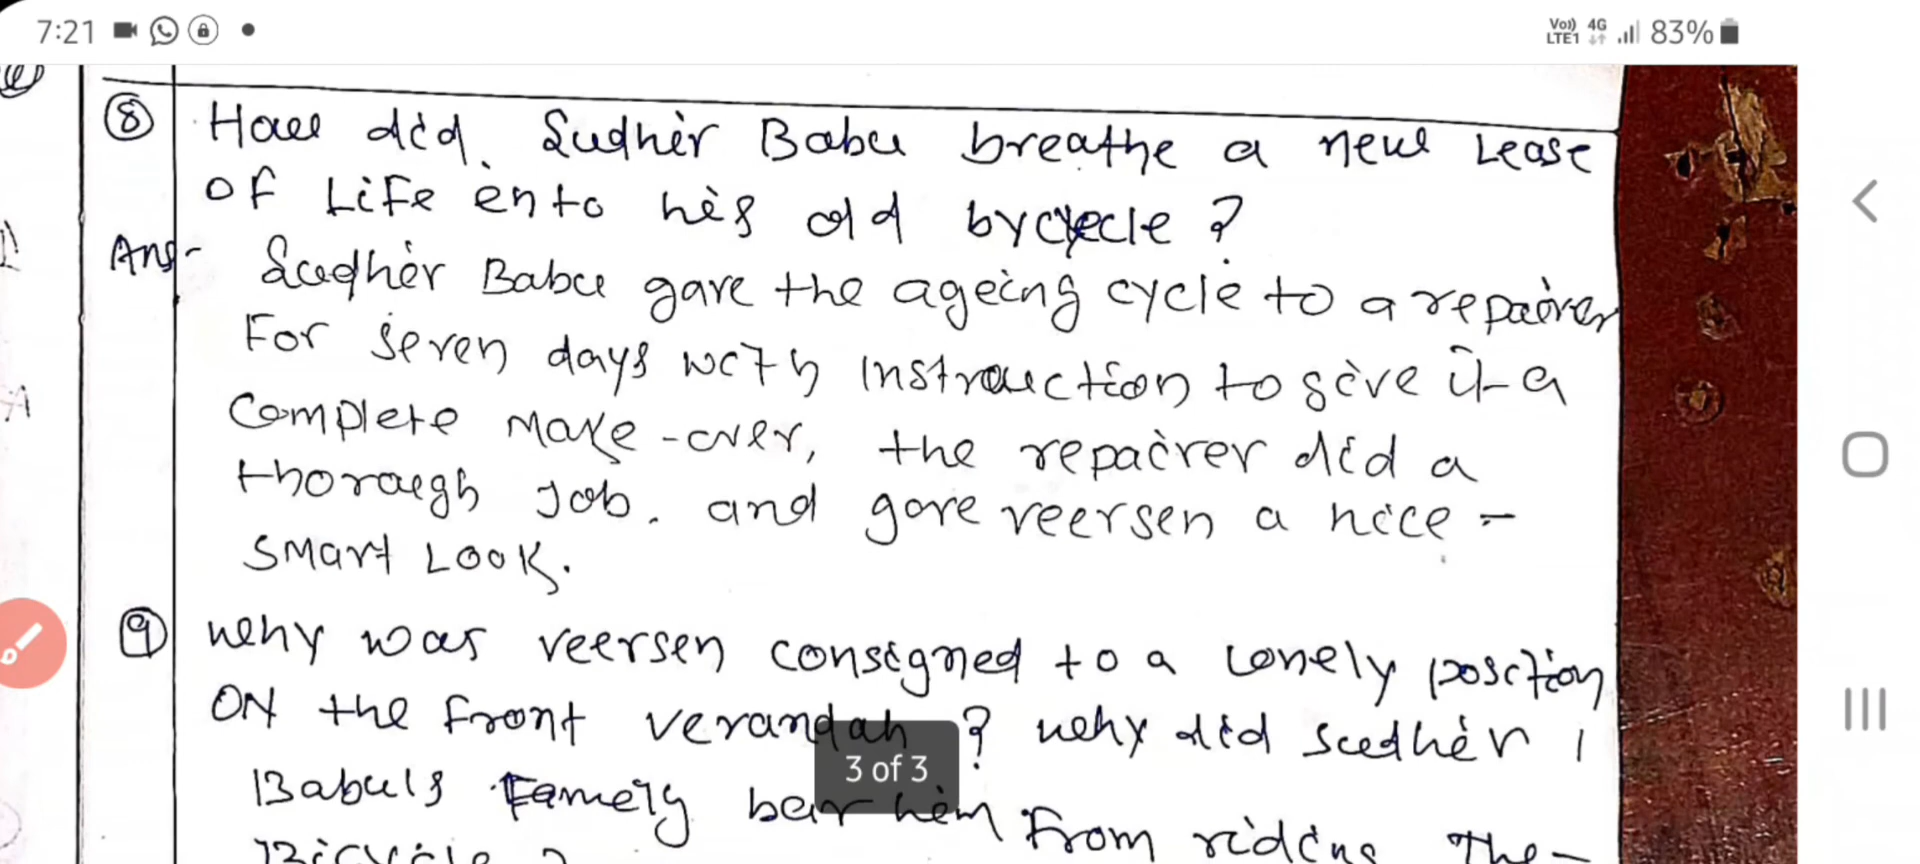 7:21 Vo)) LTE1 4G 83%
8 How did. Sudhir Babu breathe a new Lease
OF LiFe into his old bycycle ?
Ans- Sudhir Babu gave the ageing cycle to a repairer
For seven days with instruction to give it a
complete make-over, the repairer did a
thorough Job. and gave veersen a nice -
smart Look.
9 why was veersen consigned to a Lonely position
ON the front verandah ? why did sudhir
Babu's Family bar him from riding The-
Bicycle ?
3 of 3